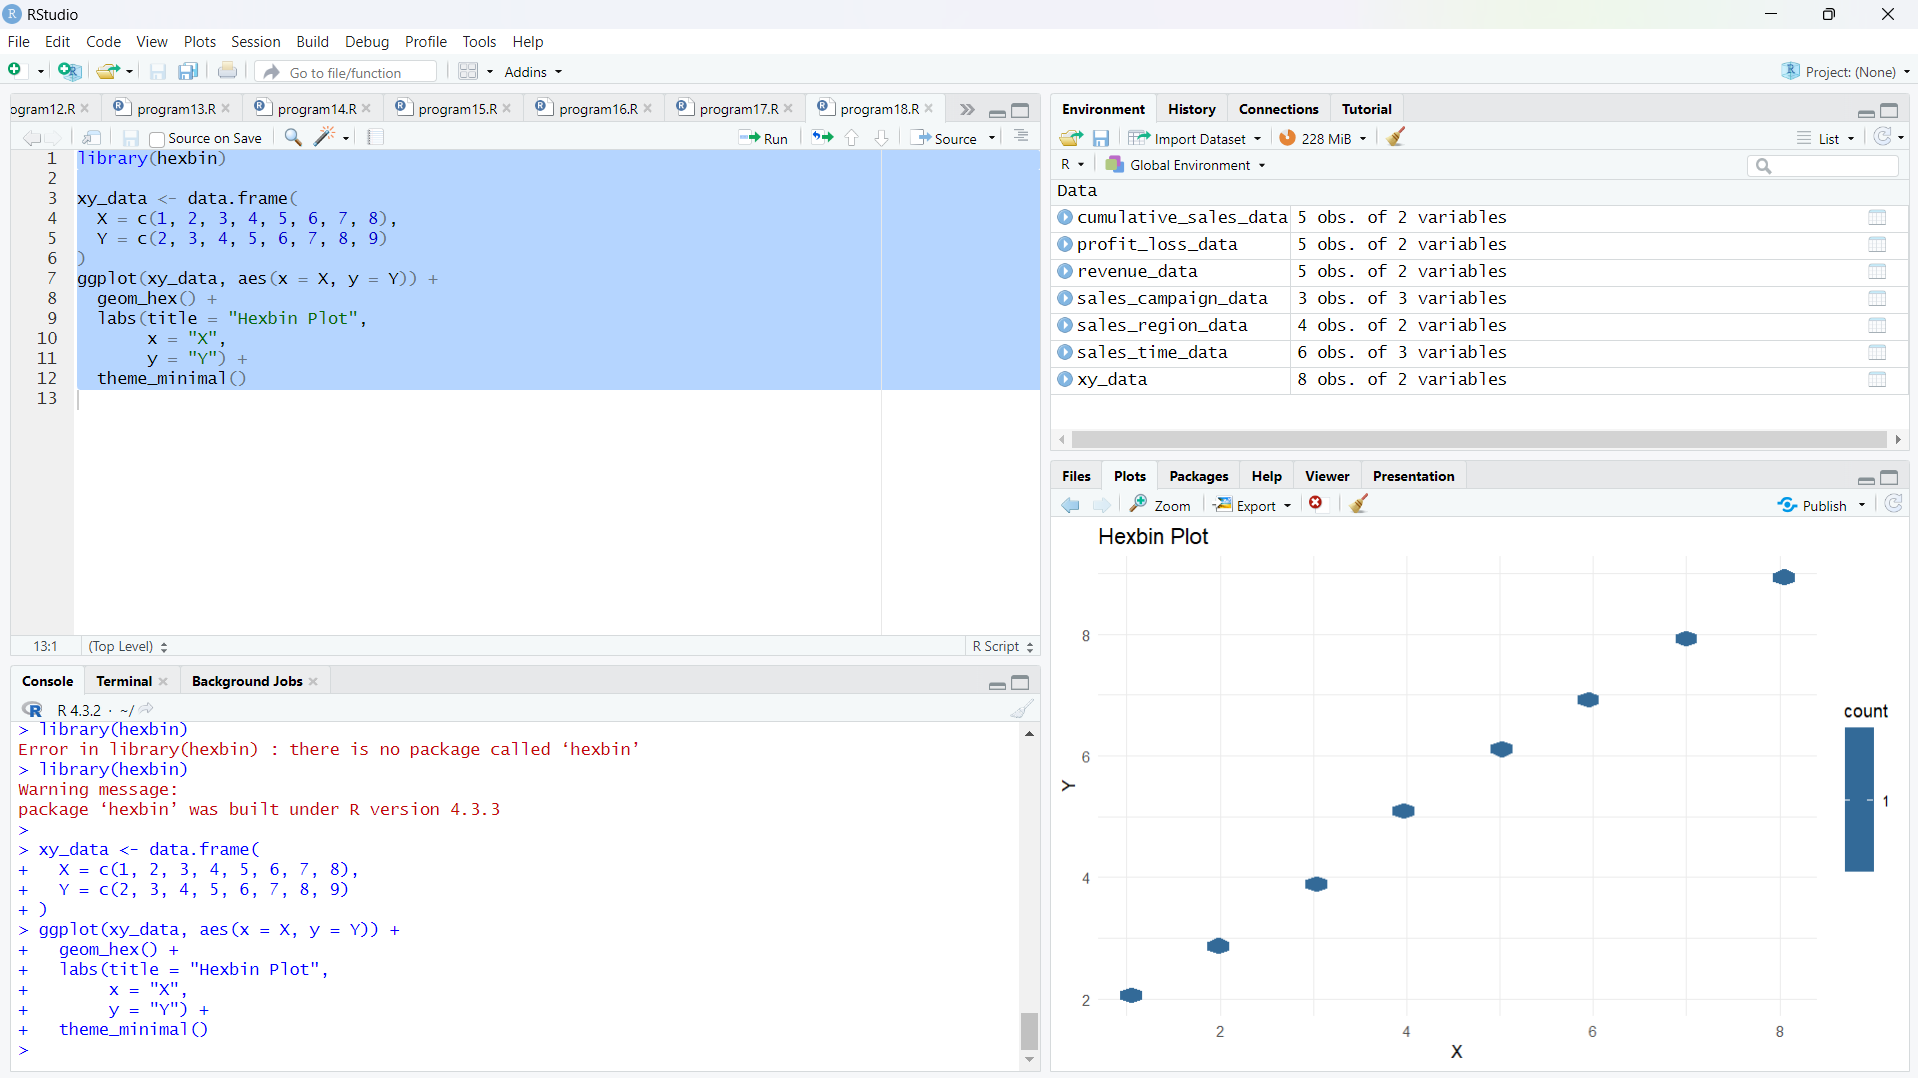 RStudio
File Edit Code View Plots Session Build Debug Profile Tools Help
Go to file/function Addins Project: (None)
ogram12.R program13.R program14.R program15.R program16.R program17.R program18.R
Source on Save Run Source
1 library(hexbin)
2
3 xy_data <- data.frame(
4 X = c(1, 2, 3, 4, 5, 6, 7, 8),
5 Y = c(2, 3, 4, 5, 6, 7, 8, 9)
6 )
7 ggplot(xy_data, aes(x = X, y = Y)) +
8 geom_hex() +
9 labs(title = "Hexbin Plot",
10 x = "X",
11 y = "Y") +
12 theme_minimal()
13
13:1 (Top Level) R Script
Console Terminal Background Jobs
R 4.3.2 · ~/
> library(hexbin)
Error in library(hexbin) : there is no package called ‘hexbin’
> library(hexbin)
Warning message:
package ‘hexbin’ was built under R version 4.3.3
>
> xy_data <- data.frame(
+ X = c(1, 2, 3, 4, 5, 6, 7, 8),
+ Y = c(2, 3, 4, 5, 6, 7, 8, 9)
+ )
> ggplot(xy_data, aes(x = X, y = Y)) +
+ geom_hex() +
+ labs(title = "Hexbin Plot",
+ x = "X",
+ y = "Y") +
+ theme_minimal()
>
Environment History Connections Tutorial
Import Dataset 228 MiB List
R Global Environment
Data
cumulative_sales_data 5 obs. of 2 variables
profit_loss_data 5 obs. of 2 variables
revenue_data 5 obs. of 2 variables
sales_campaign_data 3 obs. of 3 variables
sales_region_data 4 obs. of 2 variables
sales_time_data 6 obs. of 3 variables
xy_data 8 obs. of 2 variables
Files Plots Packages Help Viewer Presentation
Zoom Export Publish
Hexbin Plot
8
6
4
2
Y
2 4 6 8
X
count
1